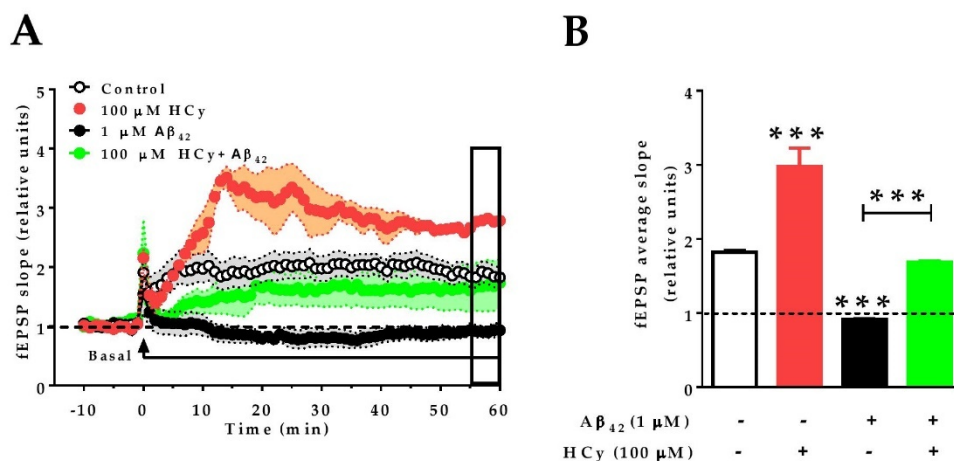 A
fEPSP slope (relative units)
5
4
3
2
1
0
Control
100 μM HCy
1 μM Aβ₄₂
100 μM HCy+Aβ₄₂
Basal
-10 0 10 20 30 40 50 60
Time (min)
B
fEPSP average slope
(relative units)
4
3
2
1
0
***
***
***
Aβ₄₂ (1 μM) - - + +
HCy (100 μM) - + - +